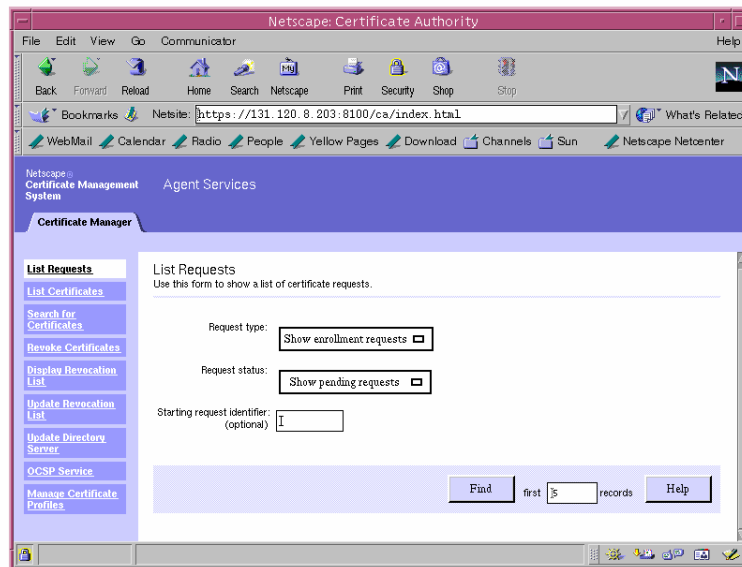 Netscape: Certificate Authority
File Edit View Go Communicator Help
Back Forward Reload Home Search Netscape Print Security Shop Stop
Bookmarks Netsite: https://131.120.8.203:8100/ca/index.html What's Related
WebMail Calendar Radio People Yellow Pages Download Channels Sun Netscape Netcenter
Netscape
Certificate Management
System
Agent Services
Certificate Manager
List Requests
List Certificates
Search for
Certificates
Revoke Certificates
Display Revocation
List
Update Revocation
List
Update Directory
Server
OCSP Service
Manage Certificate
Profiles
List Requests
Use this form to show a list of certificate requests.
Request type:
Show enrollment requests
Request status:
Show pending requests
Starting request identifier:
(optional)
Find first 5 records Help